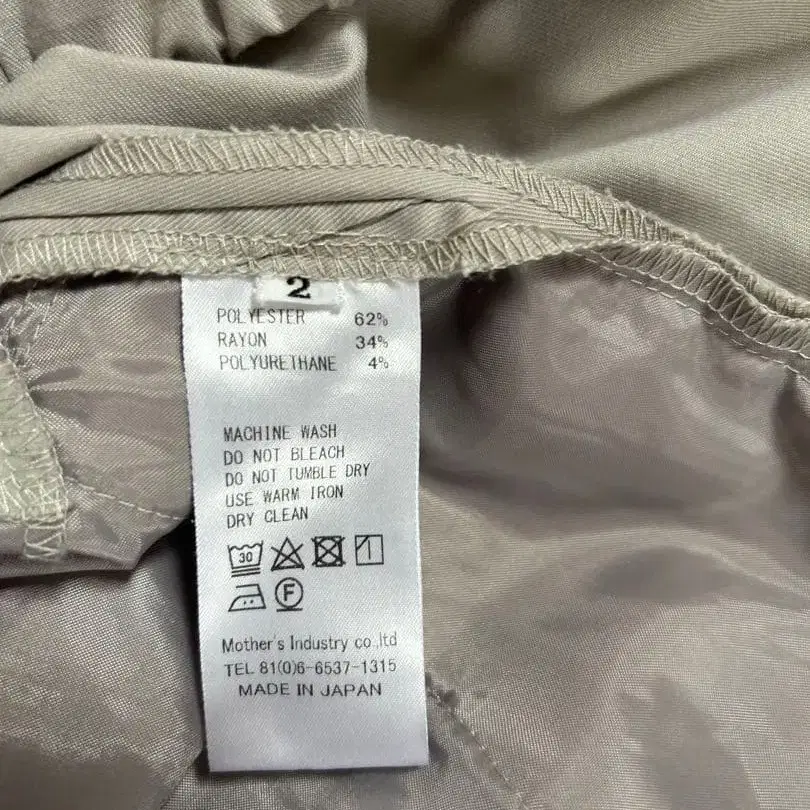 2
POLYESTER 62%
RAYON 34%
POLYURETHANE 4%
MACHINE WASH
DO NOT BLEACH
DO NOT TUMBLE DRY
USE WARM IRON
DRY CLEAN
30
F
Mother's Industry co.,ltd
TEL 81(0)6-6537-1315
MADE IN JAPAN